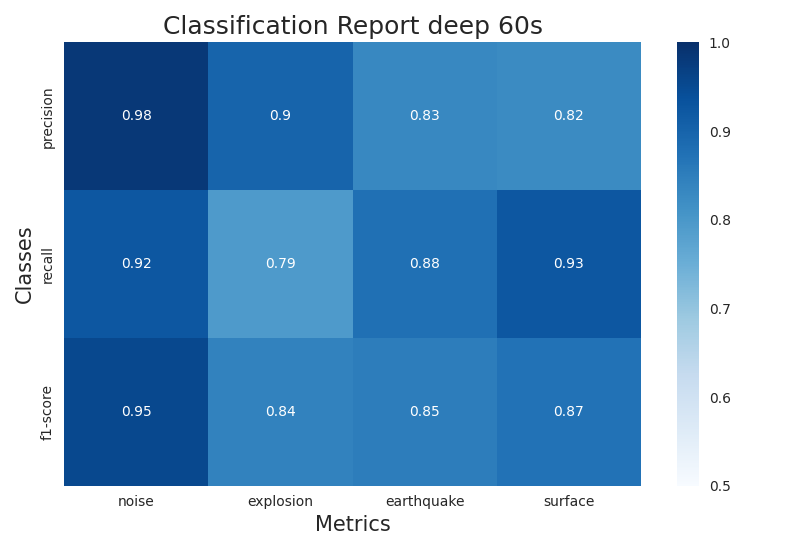 Classification Report deep 60s
Classes
precision
0.98 0.9 0.83 0.82
recall
0.92 0.79 0.88 0.93
f1-score
0.95 0.84 0.85 0.87
noise explosion earthquake surface
Metrics
1.0
0.9
0.8
0.7
0.6
0.5